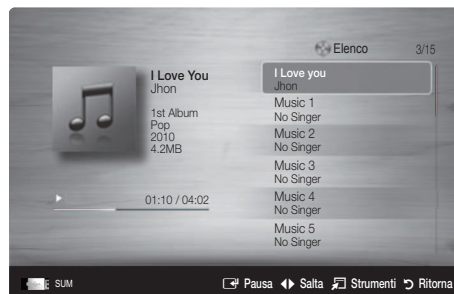 Elenco 3/15
I Love You
Jhon
1st Album
Pop
2010
4.2MB
01:10 / 04:02
I Love you
Jhon
Music 1
No Singer
Music 2
No Singer
Music 3
No Singer
Music 4
No Singer
Music 5
No Singer
SUM
Pausa Salta Strumenti Ritorna